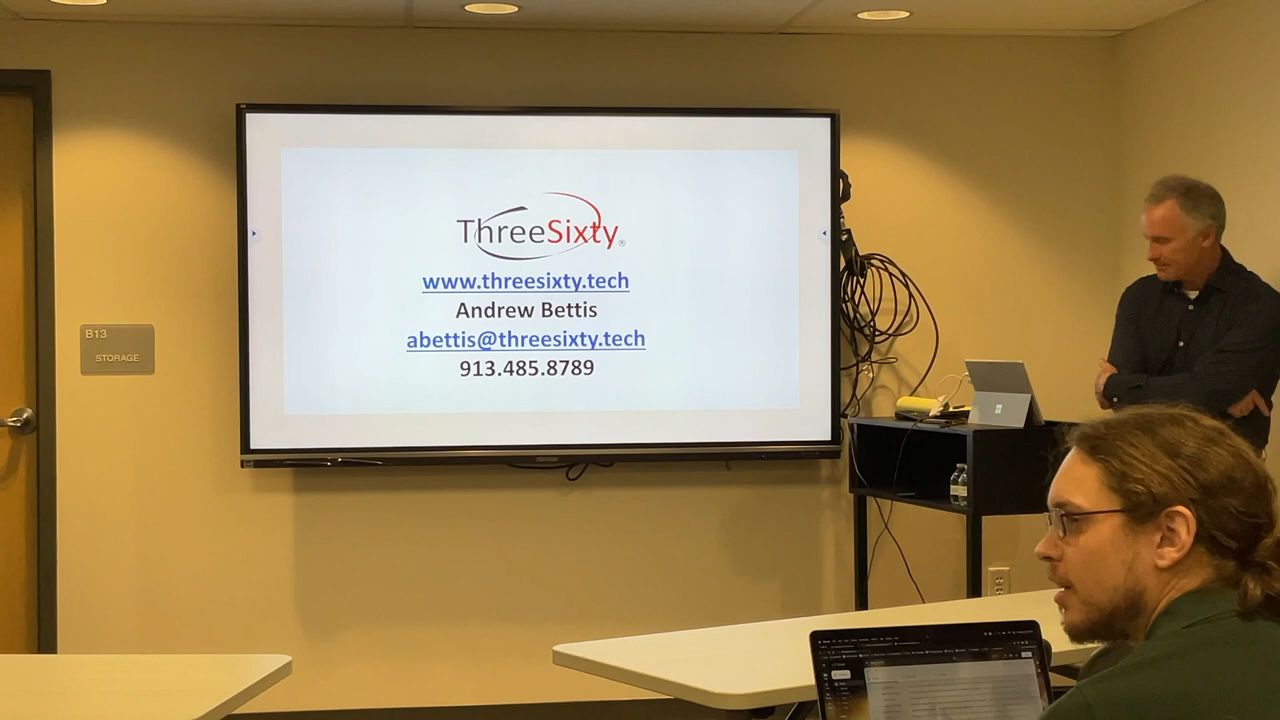 ThreeSixty®
www.threesixty.tech
Andrew Bettis
abettis@threesixty.tech
913.485.8789
B13
STORAGE